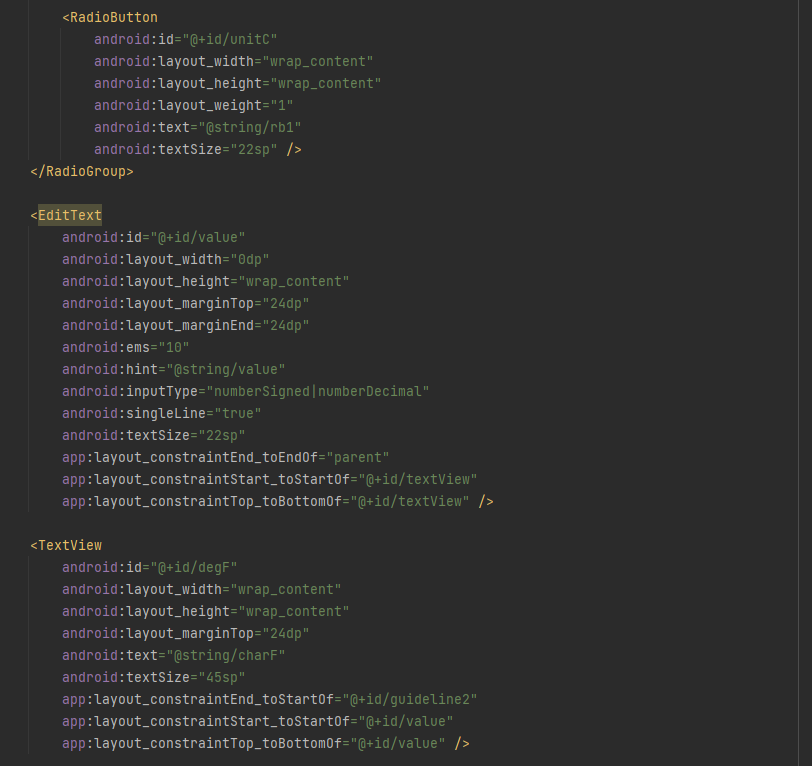 <RadioButton
android:id="@+id/unitC"
android:layout_width="wrap_content"
android:layout_height="wrap_content"
android:layout_weight="1"
android:text="@string/rb1"
android:textSize="22sp" />
</RadioGroup>
<EditText
android:id="@+id/value"
android:layout_width="0dp"
android:layout_height="wrap_content"
android:layout_marginTop="24dp"
android:layout_marginEnd="24dp"
android:ems="10"
android:hint="@string/value"
android:inputType="numberSigned|numberDecimal"
android:singleLine="true"
android:textSize="22sp"
app:layout_constraintEnd_toEndOf="parent"
app:layout_constraintStart_toStartOf="@+id/textView"
app:layout_constraintTop_toBottomOf="@+id/textView" />
<TextView
android:id="@+id/degF"
android:layout_width="wrap_content"
android:layout_height="wrap_content"
android:layout_marginTop="24dp"
android:text="@string/charF"
android:textSize="45sp"
app:layout_constraintEnd_toStartOf="@+id/guideline2"
app:layout_constraintStart_toStartOf="@+id/value"
app:layout_constraintTop_toBottomOf="@+id/value" />